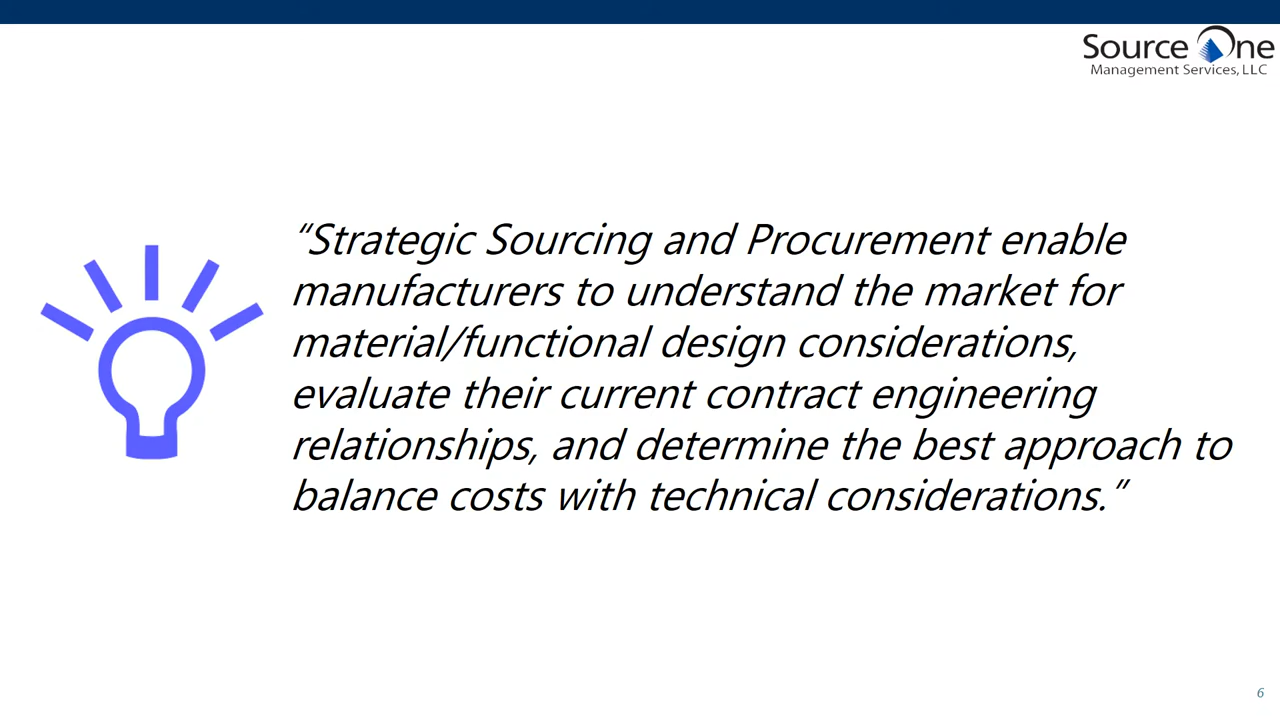 Source One
Management Services, LLC
“Strategic Sourcing and Procurement enable
manufacturers to understand the market for
material/functional design considerations,
evaluate their current contract engineering
relationships, and determine the best approach to
balance costs with technical considerations.”
6